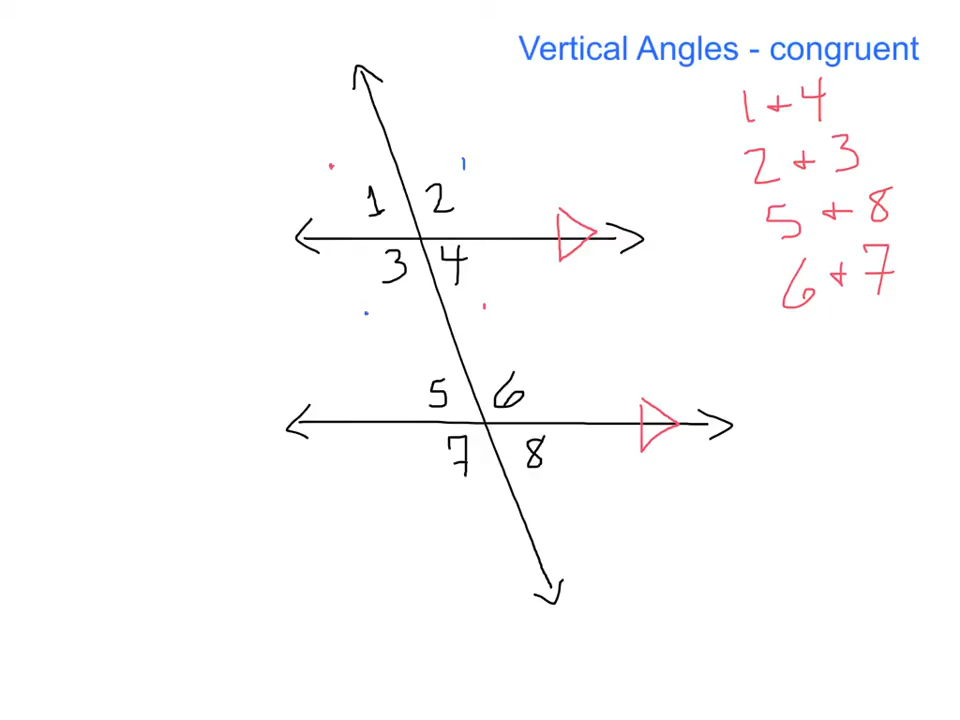 Vertical Angles - congruent
1 + 4
2 + 3
5 + 8
6 + 7
1 2
3 4
5 6
7 8